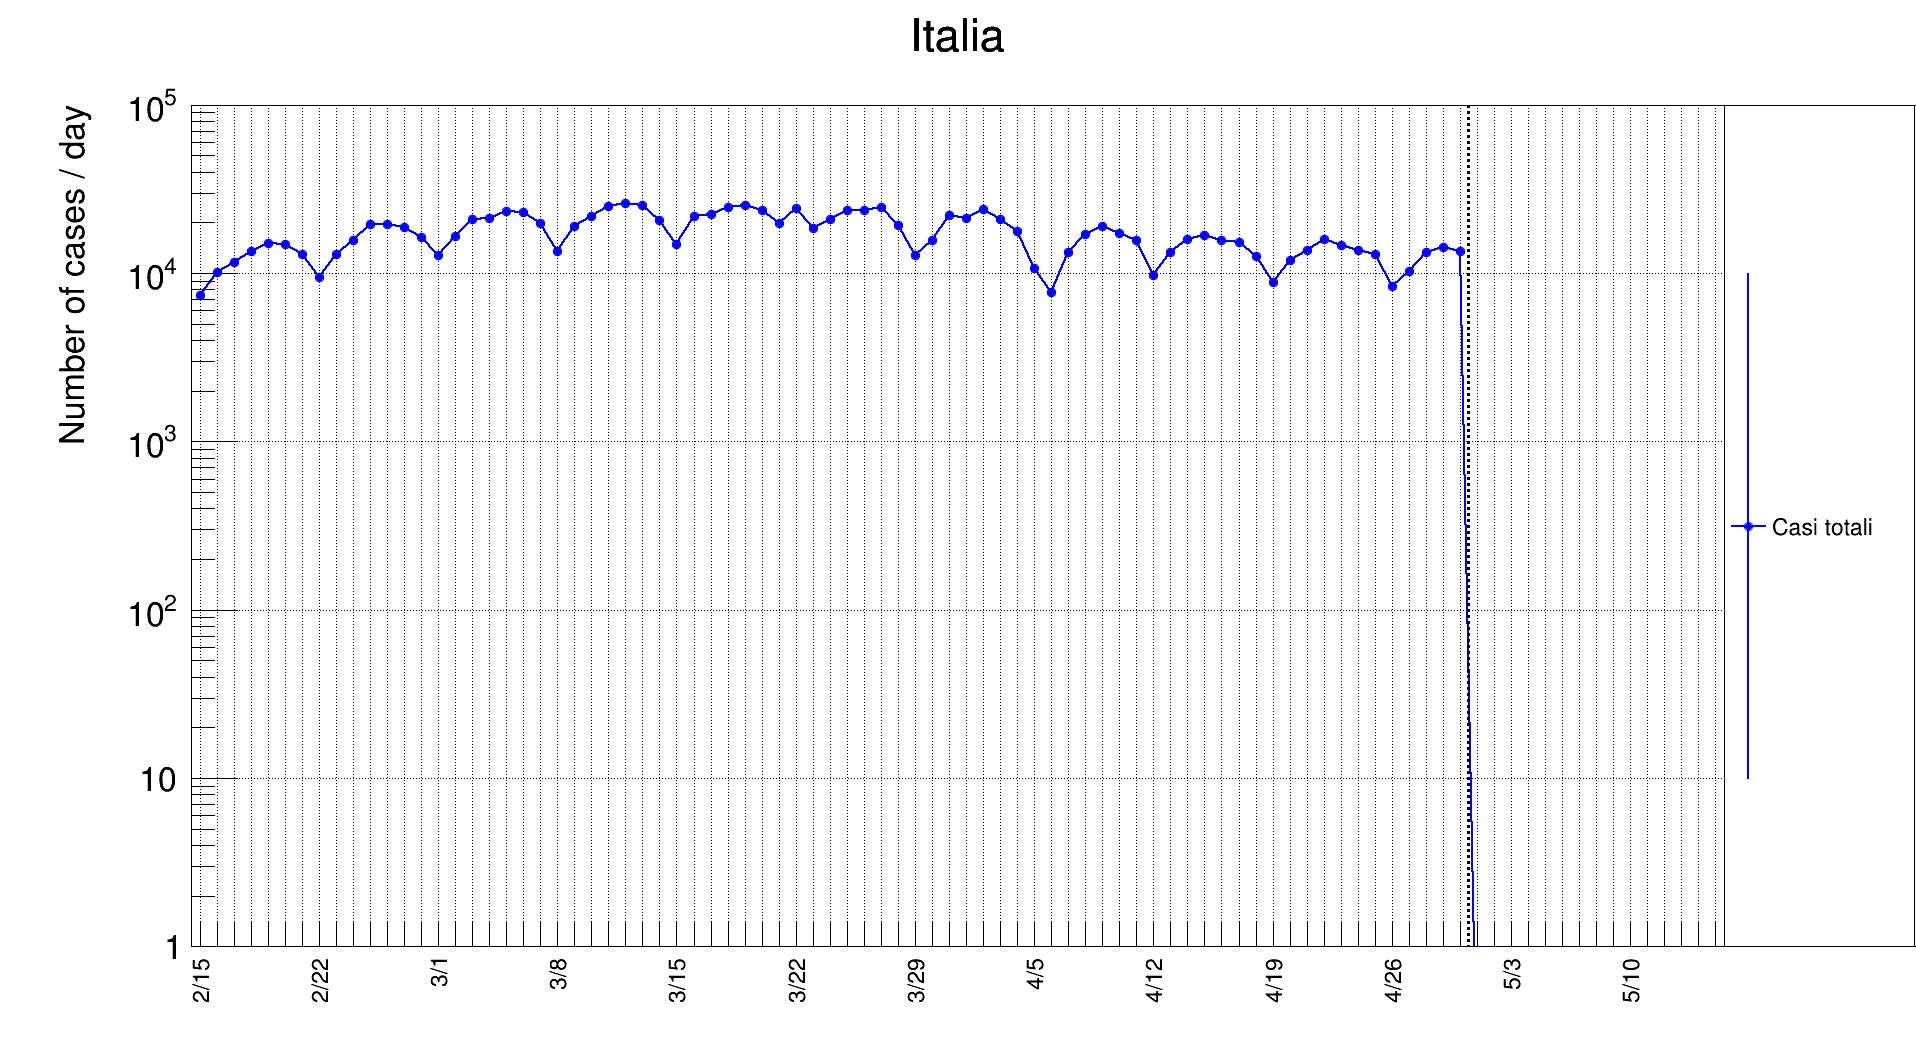 Italia
Number of cases / day
10^5
10^4
10^3
10^2
10
1
2/15 2/22 3/1 3/8 3/15 3/22 3/29 4/5 4/12 4/19 4/26 5/3 5/10
Casi totali